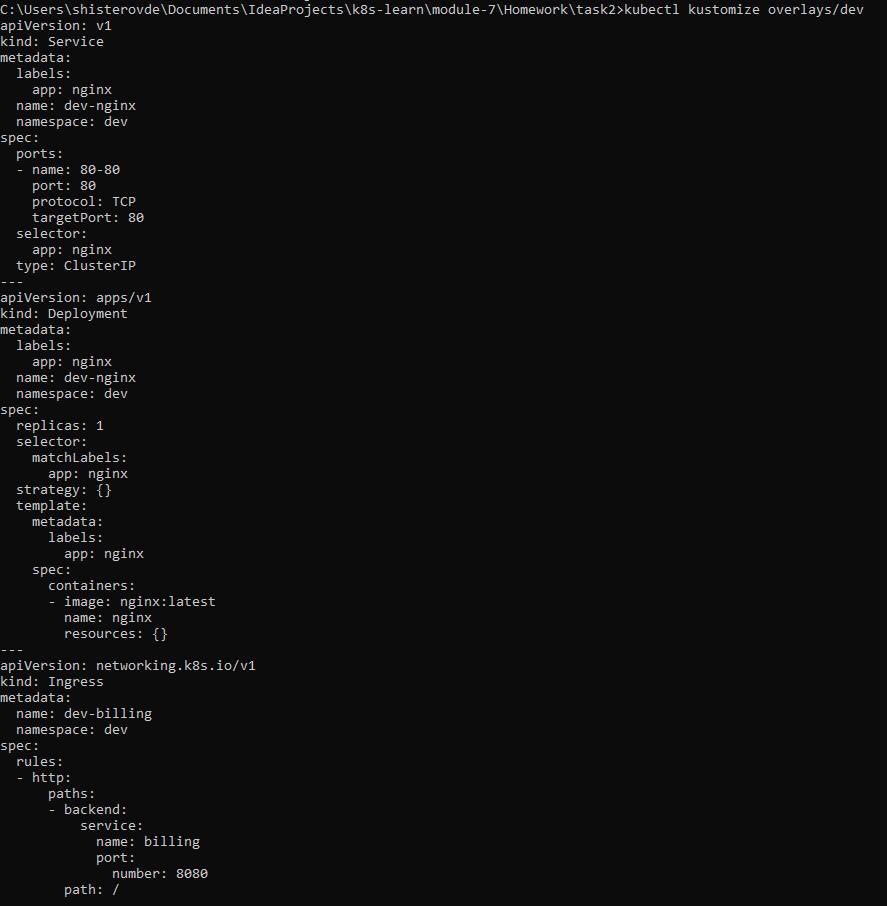 C:\Users\shisterovde\Documents\IdeaProjects\k8s-learn\module-7\Homework\task2>kubectl kustomize overlays/dev
apiVersion: v1
kind: Service
metadata:
  labels:
    app: nginx
  name: dev-nginx
  namespace: dev
spec:
  ports:
  - name: 80-80
    port: 80
    protocol: TCP
    targetPort: 80
  selector:
    app: nginx
  type: ClusterIP
---
apiVersion: apps/v1
kind: Deployment
metadata:
  labels:
    app: nginx
  name: dev-nginx
  namespace: dev
spec:
  replicas: 1
  selector:
    matchLabels:
      app: nginx
  strategy: {}
  template:
    metadata:
      labels:
        app: nginx
    spec:
      containers:
      - image: nginx:latest
        name: nginx
        resources: {}
---
apiVersion: networking.k8s.io/v1
kind: Ingress
metadata:
  name: dev-billing
  namespace: dev
spec:
  rules:
  - http:
      paths:
      - backend:
          service:
            name: billing
            port:
              number: 8080
        path: /